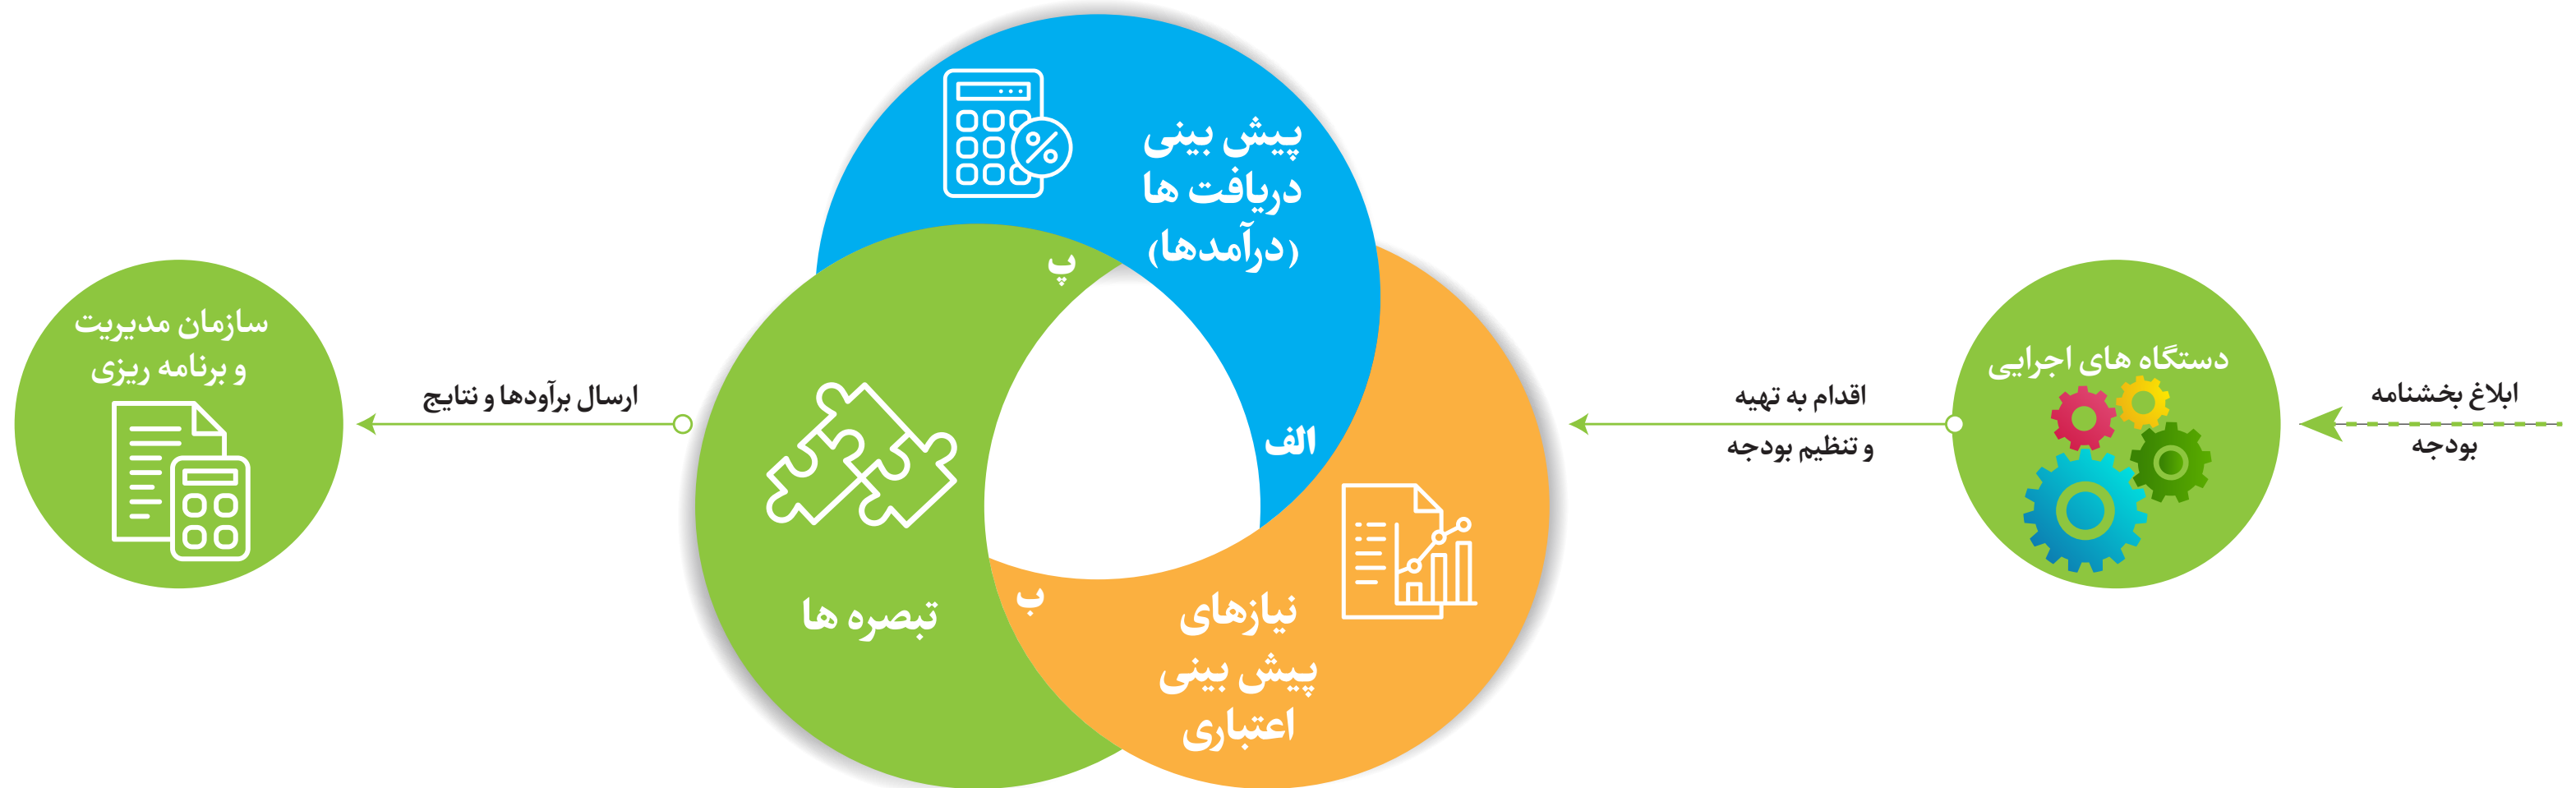 ابلاغ بخشنامه
بودجه
دستگاه های اجرایی
اقدام به تهیه
و تنظیم بودجه
پیش بینی
دریافت ها
(درآمدها)
الف
نیازهای
پیش بینی
اعتباری
ب
تبصره ها
پ
ارسال برآودها و نتایج
سازمان مدیریت
و برنامه ریزی